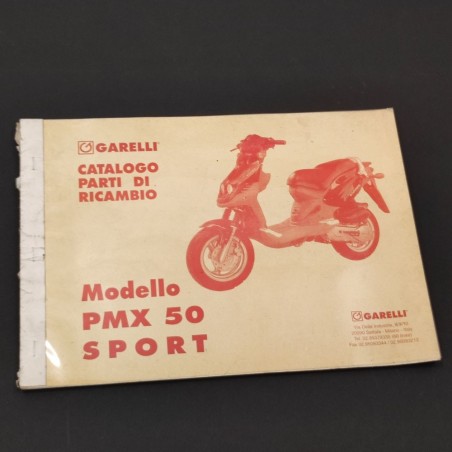 GARELLI
CATALOGO
PARTI DI
RICAMBIO
Modello
PMX 50
SPORT
GARELLI